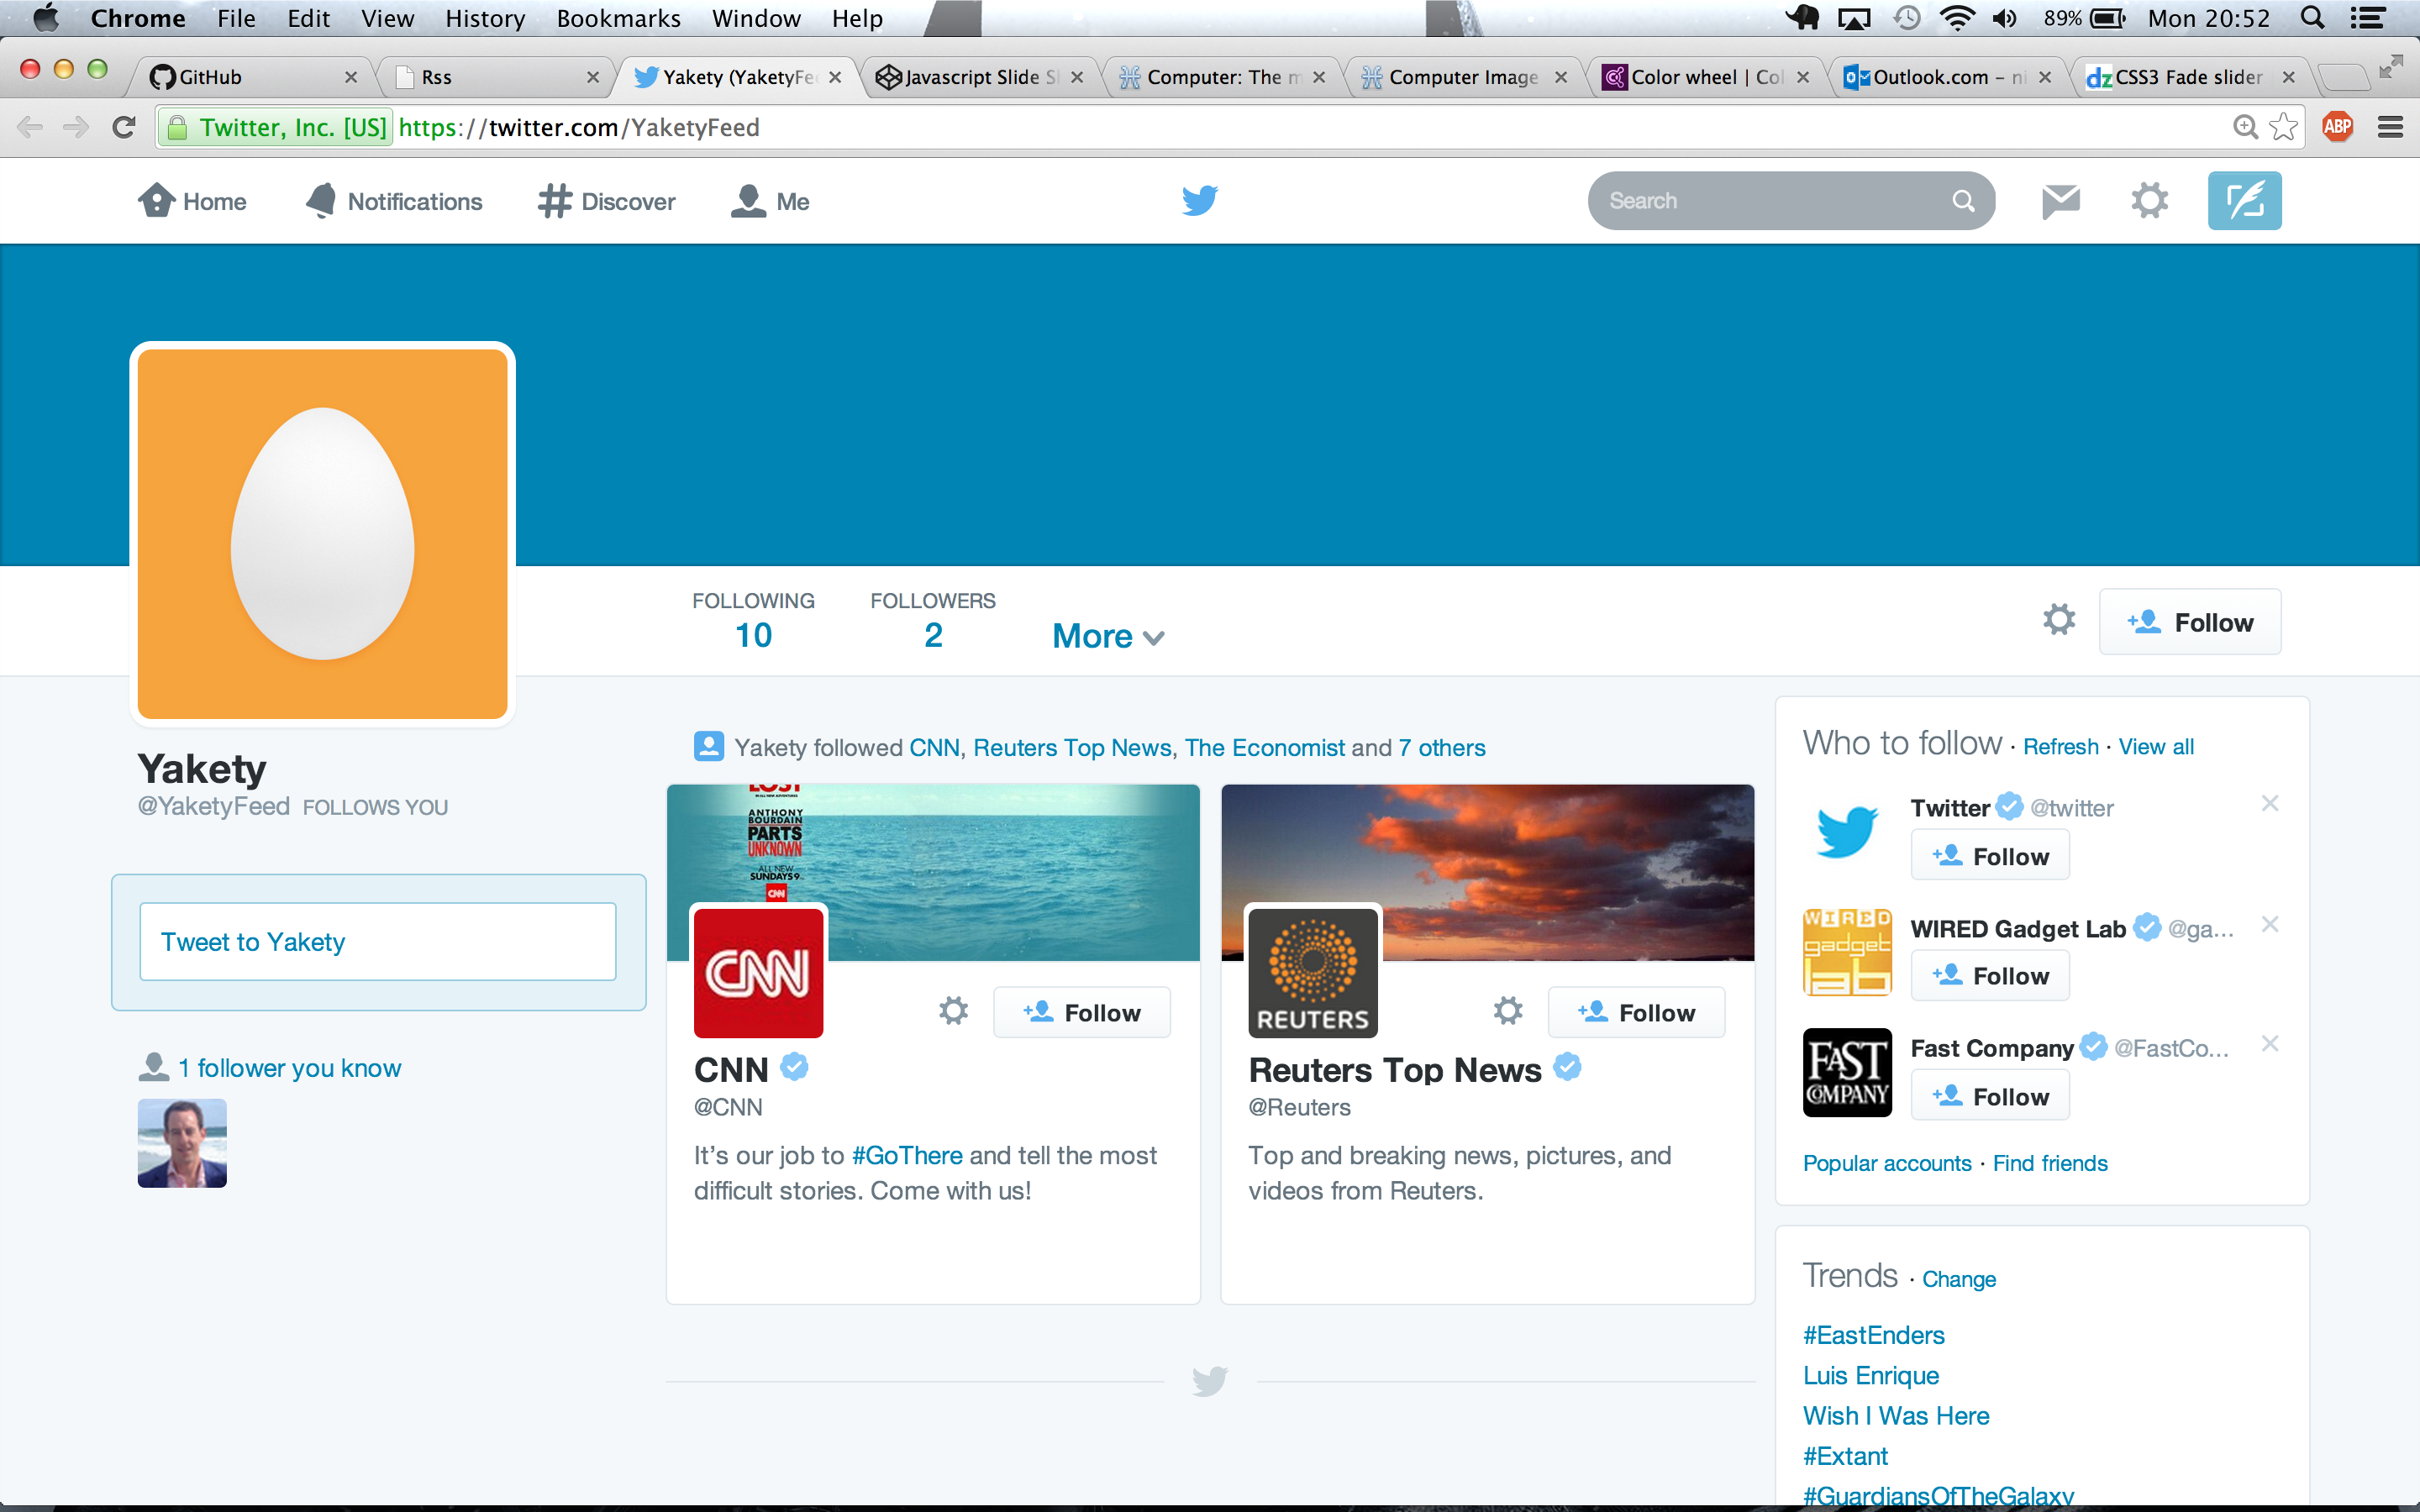 Chrome File Edit View History Bookmarks Window Help 89% Mon 20:52
GitHub Rss Yakety (YaketyFe Javascript Slide S Computer: The m Computer Image Color wheel | Col Outlook.com – ni CSS3 Fade slider
Twitter, Inc. [US] https://twitter.com/YaketyFeed ABP
Home Notifications Discover Me Search
FOLLOWING FOLLOWERS
10 2 More
Follow
Yakety
@YaketyFeed FOLLOWS YOU
Tweet to Yakety
1 follower you know
Yakety followed CNN, Reuters Top News, The Economist and 7 others
LOST
ANTHONY
BOURDAIN
PARTS
UNKNOWN
ALL NEW
SUNDAYS 9
CNN
CNN
Follow
CNN
@CNN
It's our job to #GoThere and tell the most
difficult stories. Come with us!
REUTERS
Follow
Reuters Top News
@Reuters
Top and breaking news, pictures, and
videos from Reuters.
Who to follow · Refresh · View all
Twitter @twitter
Follow
WIRED
gadget
lab
WIRED Gadget Lab @ga...
Follow
FAST
COMPANY
Fast Company @FastCo...
Follow
Popular accounts · Find friends
Trends · Change
#EastEnders
Luis Enrique
Wish I Was Here
#Extant
#GuardiansOfTheGalaxy